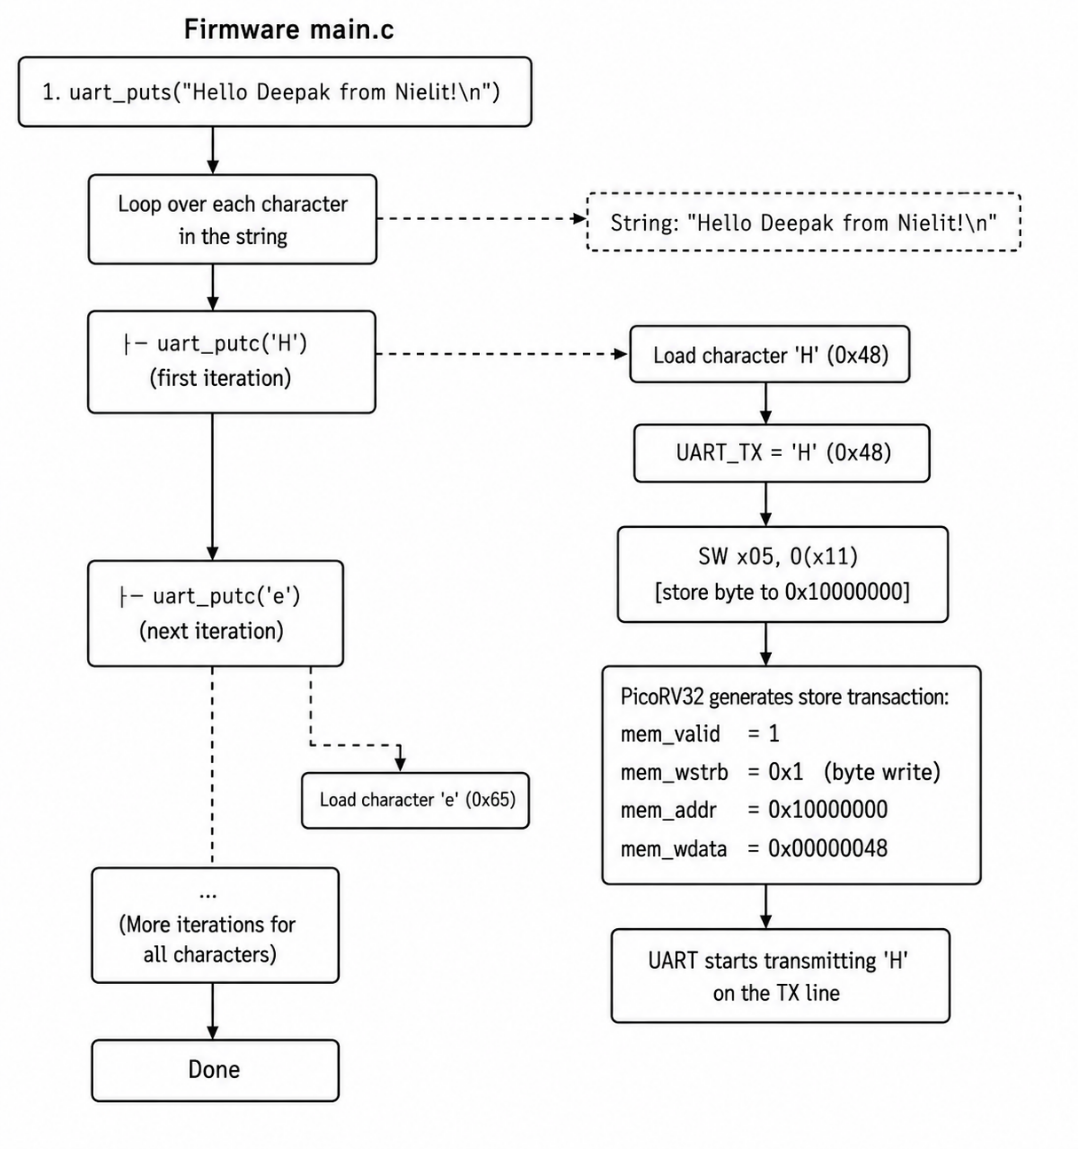 Firmware main.c
1. uart_puts("Hello Deepak from Nielit!\n")
Loop over each character
in the string
String: "Hello Deepak from Nielit!\n"
├─ uart_putc('H')
(first iteration)
Load character 'H' (0x48)
UART_TX = 'H' (0x48)
SW x05, 0(x11)
[store byte to 0x10000000]
PicoRV32 generates store transaction:
mem_valid = 1
mem_wstrb = 0x1 (byte write)
mem_addr = 0x10000000
mem_wdata = 0x00000048
UART starts transmitting 'H'
on the TX line
├─ uart_putc('e')
(next iteration)
Load character 'e' (0x65)
...
(More iterations for
all characters)
Done